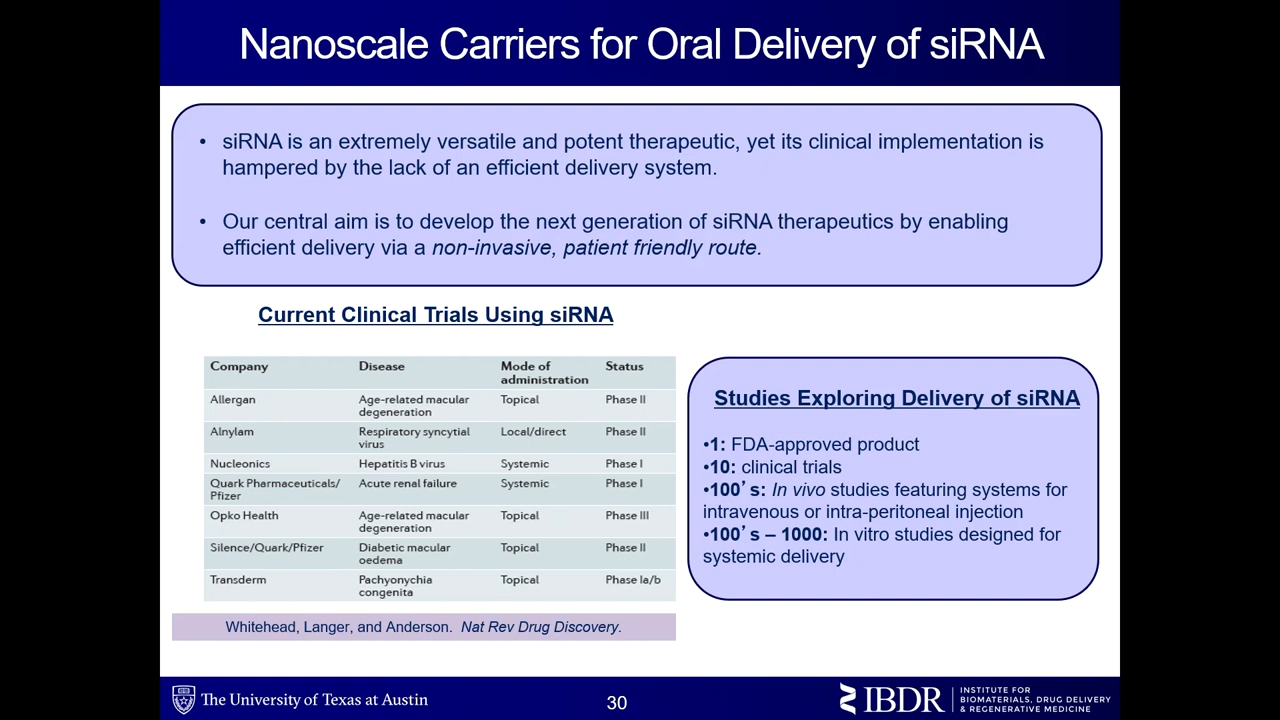 Nanoscale Carriers for Oral Delivery of siRNA
• siRNA is an extremely versatile and potent therapeutic, yet its clinical implementation is
hampered by the lack of an efficient delivery system.
• Our central aim is to develop the next generation of siRNA therapeutics by enabling
efficient delivery via a non-invasive, patient friendly route.
Current Clinical Trials Using siRNA
Company Disease Mode of administration Status
Allergan Age-related macular degeneration Topical Phase II
Alnylam Respiratory syncytial virus Local/direct Phase II
Nucleonics Hepatitis B virus Systemic Phase I
Quark Pharmaceuticals/ Pfizer Acute renal failure Systemic Phase I
Opko Health Age-related macular degeneration Topical Phase III
Silence/Quark/Pfizer Diabetic macular oedema Topical Phase II
Transderm Pachyonychia congenita Topical Phase Ia/b
Whitehead, Langer, and Anderson. Nat Rev Drug Discovery.
Studies Exploring Delivery of siRNA
•1: FDA-approved product
•10: clinical trials
•100's: In vivo studies featuring systems for
intravenous or intra-peritoneal injection
•100's – 1000: In vitro studies designed for
systemic delivery
The University of Texas at Austin
30
IBDR
INSTITUTE FOR
BIOMATERIALS, DRUG DELIVERY
& REGENERATIVE MEDICINE